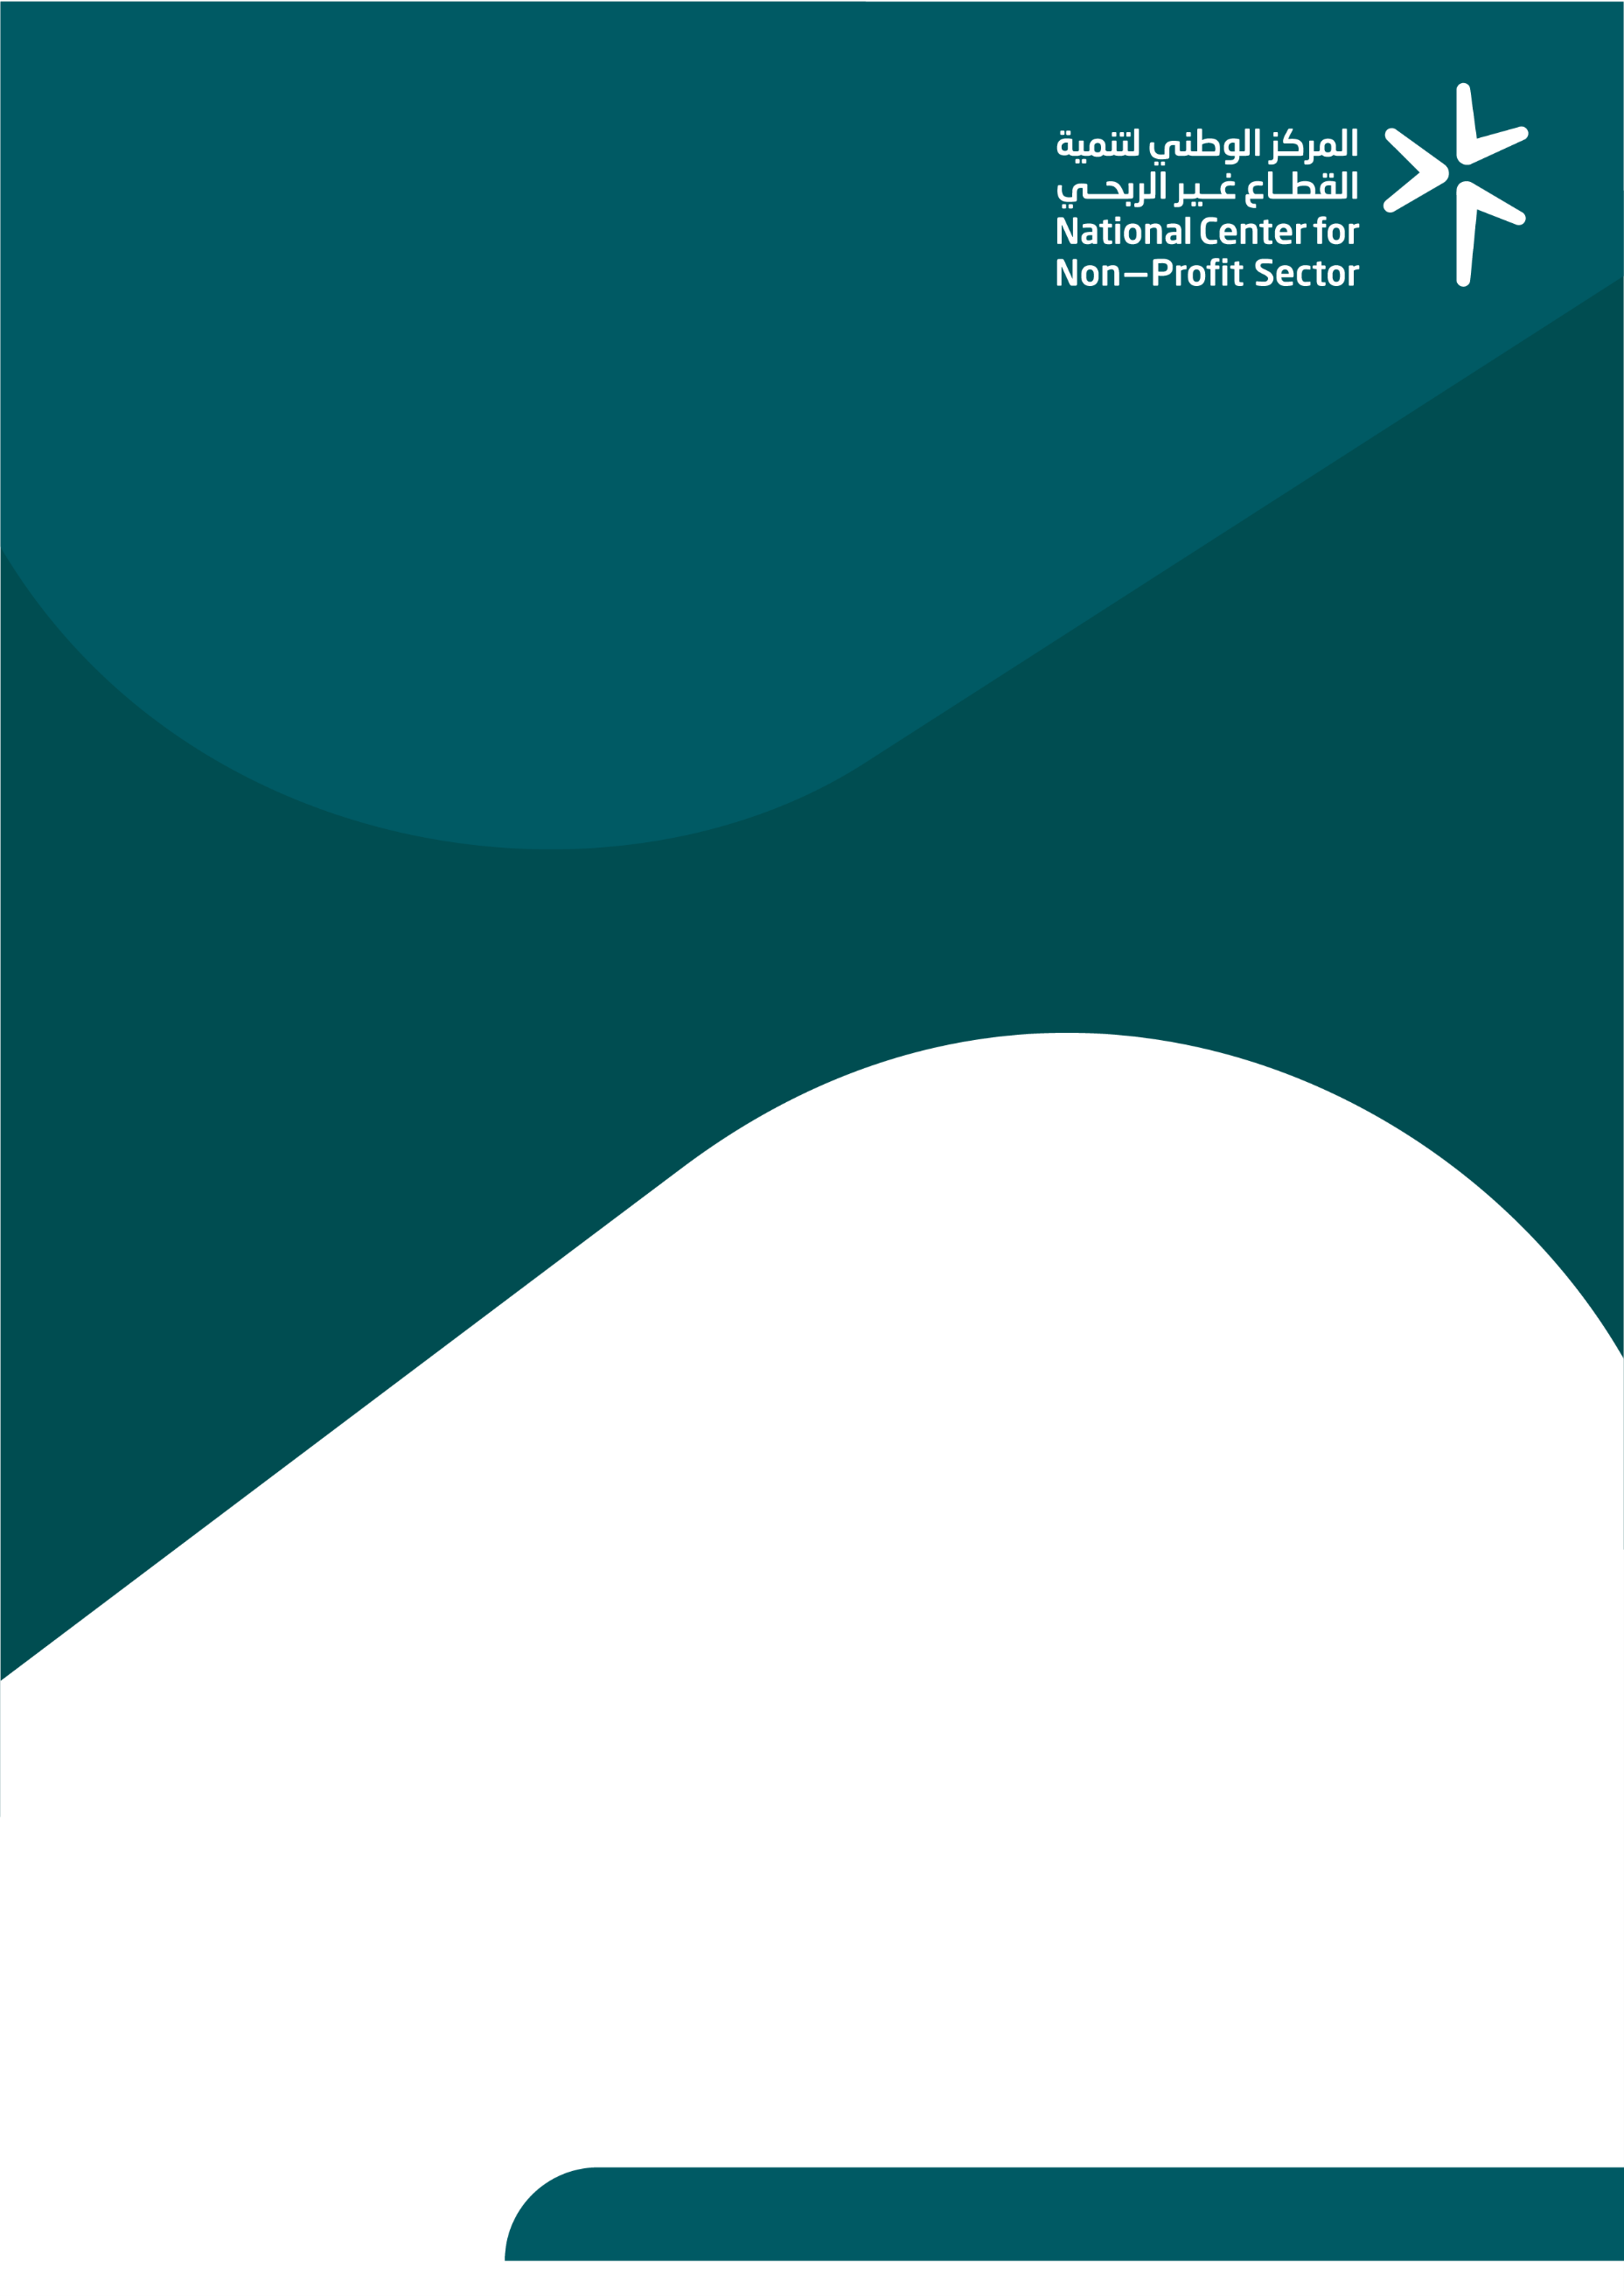 المركز الوطني لتنمية
القطاع غير الربحي
National Center for
Non—Profit Sector